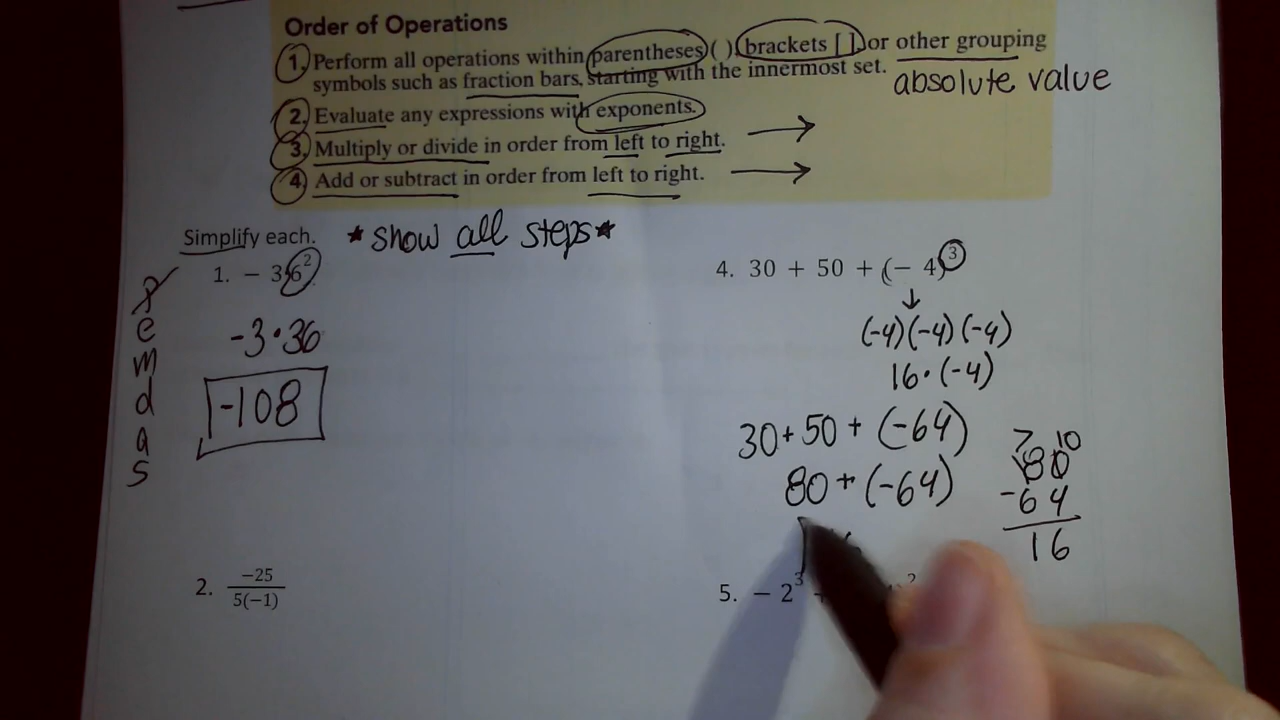 Order of Operations
1. Perform all operations within parentheses ( ) brackets [ ] or other grouping
symbols such as fraction bars, starting with the innermost set.
absolute value
2. Evaluate any expressions with exponents.
3. Multiply or divide in order from left to right.
4. Add or subtract in order from left to right.
Simplify each. *show all steps*
p
e
m
d
a
s
1. − 3·6²
-3·36
-108
2. −25
5(−1)
4. 30 + 50 + (− 4)³
(-4)(-4)(-4)
16·(-4)
30+50+(-64)
80+(-64)
7 10
80
-64
16
5. − 2³
2